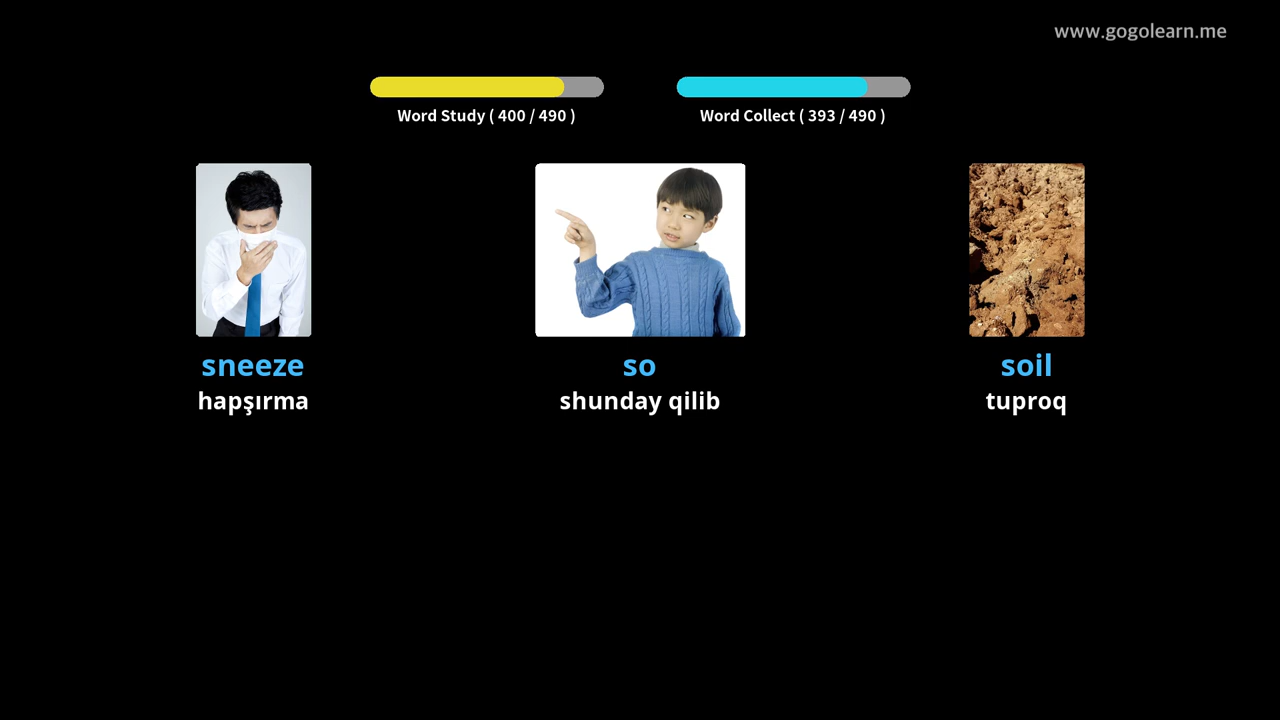 www.gogolearn.me
Word Study ( 400 / 490 )
Word Collect ( 393 / 490 )
sneeze
hapşırma
so
shunday qilib
soil
tuproq